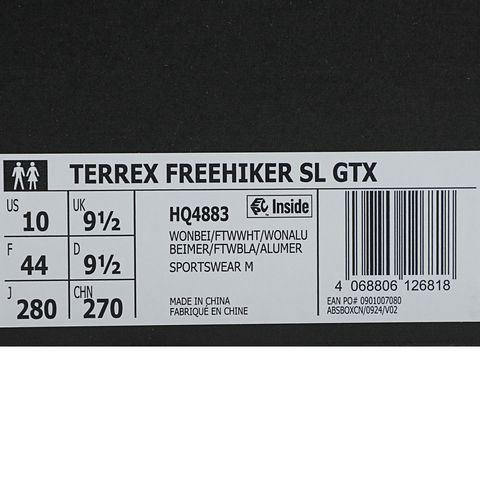 TERREX FREEHIKER SL GTX
US 10 UK 9½
F 44 D 9½
J 280 CHN 270
HQ4883 Inside
WONBEI/FTWWHT/WONALU
BEIMER/FTWBLA/ALUMER
SPORTSWEAR M
MADE IN CHINA
FABRIQUÉ EN CHINE
4 068806 126818
EAN PO# 0901007080
ABSBOXCN/0924/V02